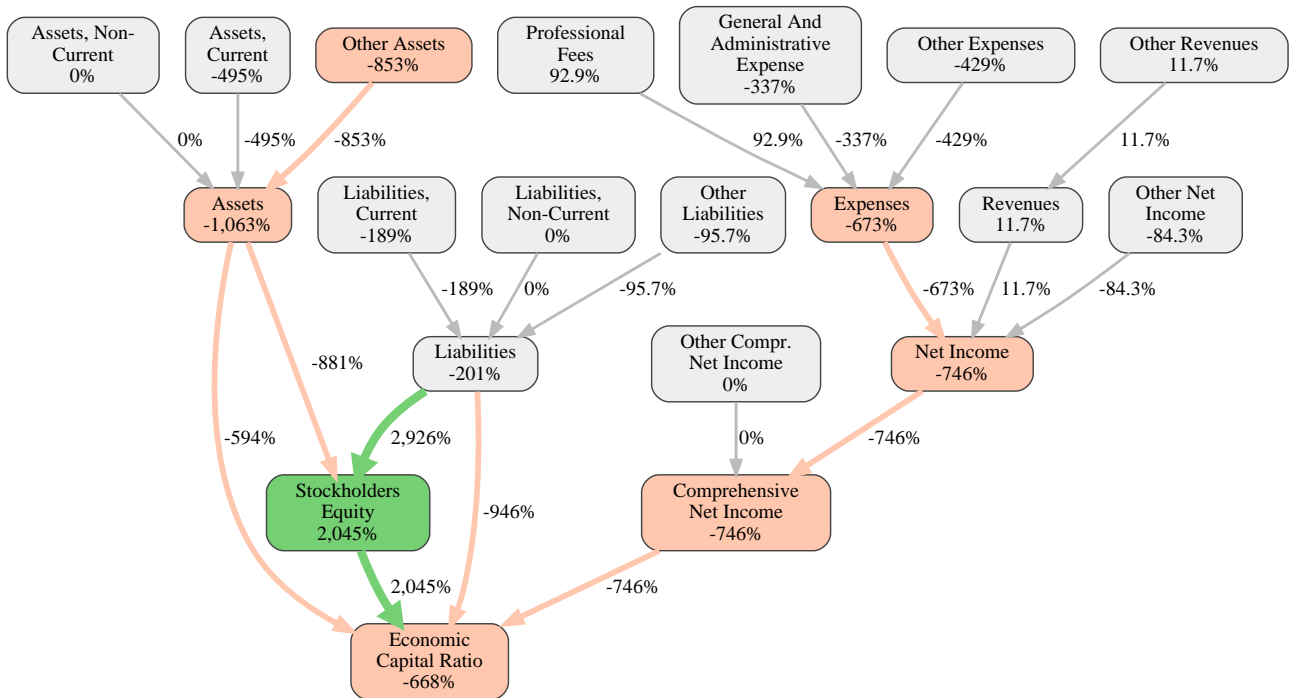 Assets, Non-
Current
0%
Assets,
Current
-495%
Other Assets
-853%
Professional
Fees
92.9%
General And
Administrative
Expense
-337%
Other Expenses
-429%
Other Revenues
11.7%
0%
-495%
-853%
92.9%
-337%
-429%
11.7%
Assets
-1,063%
Liabilities,
Current
-189%
Liabilities,
Non-Current
0%
Other
Liabilities
-95.7%
Expenses
-673%
Revenues
11.7%
Other Net
Income
-84.3%
-189%
0%
-95.7%
-673%
11.7%
-84.3%
-881%
Liabilities
-201%
Other Compr.
Net Income
0%
Net Income
-746%
-594%
2,926%
0%
-746%
Stockholders
Equity
2,045%
-946%
Comprehensive
Net Income
-746%
2,045%
-746%
Economic
Capital Ratio
-668%